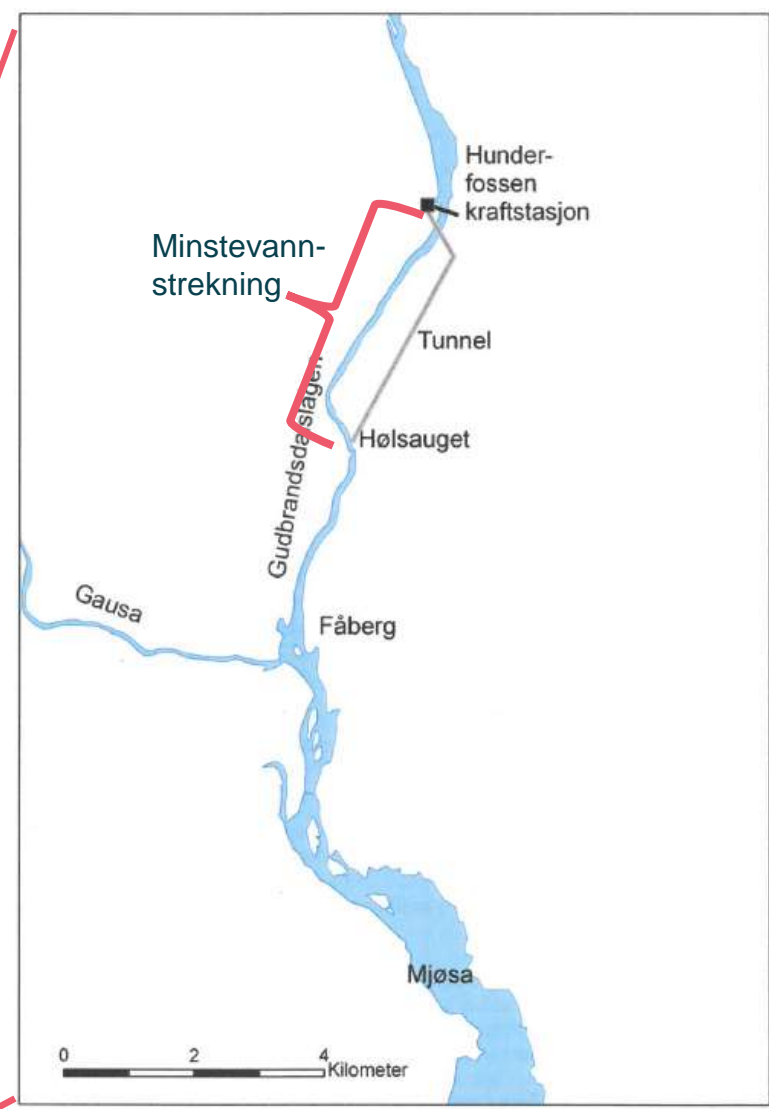 Hunder-
fossen
kraftstasjon
Minstevann-
strekning
Tunnel
Gudbrandsdalslågen
Hølsauget
Gausa
Fåberg
Mjøsa
0 2 4
Kilometer